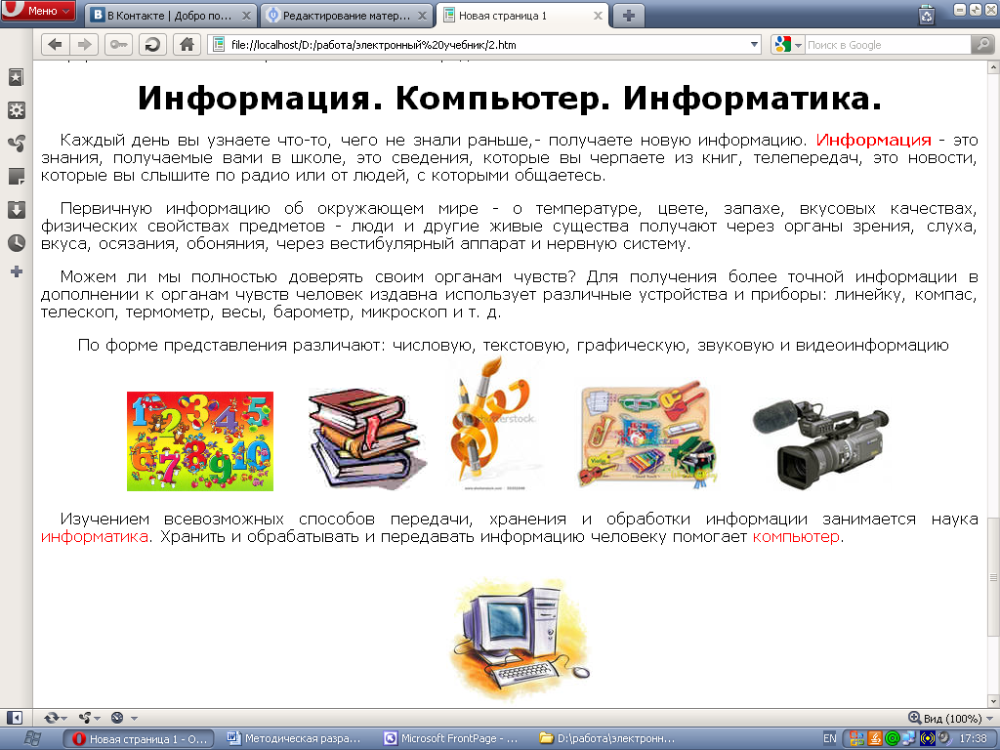 Меню
В Контакте | Добро по...
Редактирование матер...
Новая страница 1
file://localhost/D:/работа/электронный%20учебник/2.htm
Поиск в Google
Информация. Компьютер. Информатика.
Каждый день вы узнаете что-то, чего не знали раньше,- получаете новую информацию. Информация - это
знания, получаемые вами в школе, это сведения, которые вы черпаете из книг, телепередач, это новости,
которые вы слышите по радио или от людей, с которыми общаетесь.
Первичную информацию об окружающем мире - о температуре, цвете, запахе, вкусовых качествах,
физических свойствах предметов - люди и другие живые существа получают через органы зрения, слуха,
вкуса, осязания, обоняния, через вестибулярный аппарат и нервную систему.
Можем ли мы полностью доверять своим органам чувств? Для получения более точной информации в
дополнении к органам чувств человек издавна использует различные устройства и приборы: линейку, компас,
телескоп, термометр, весы, барометр, микроскоп и т. д.
По форме представления различают: числовую, текстовую, графическую, звуковую и видеоинформацию
1 2 3 4 5
6 7 8 9 10
shutterstock
Изучением всевозможных способов передачи, хранения и обработки информации занимается наука
информатика. Хранить и обрабатывать и передавать информацию человеку помогает компьютер.
Вид (100%)
Новая страница 1 - O...
Методическая разра...
Microsoft FrontPage - ...
D:\работа\электронн...
EN
17:38